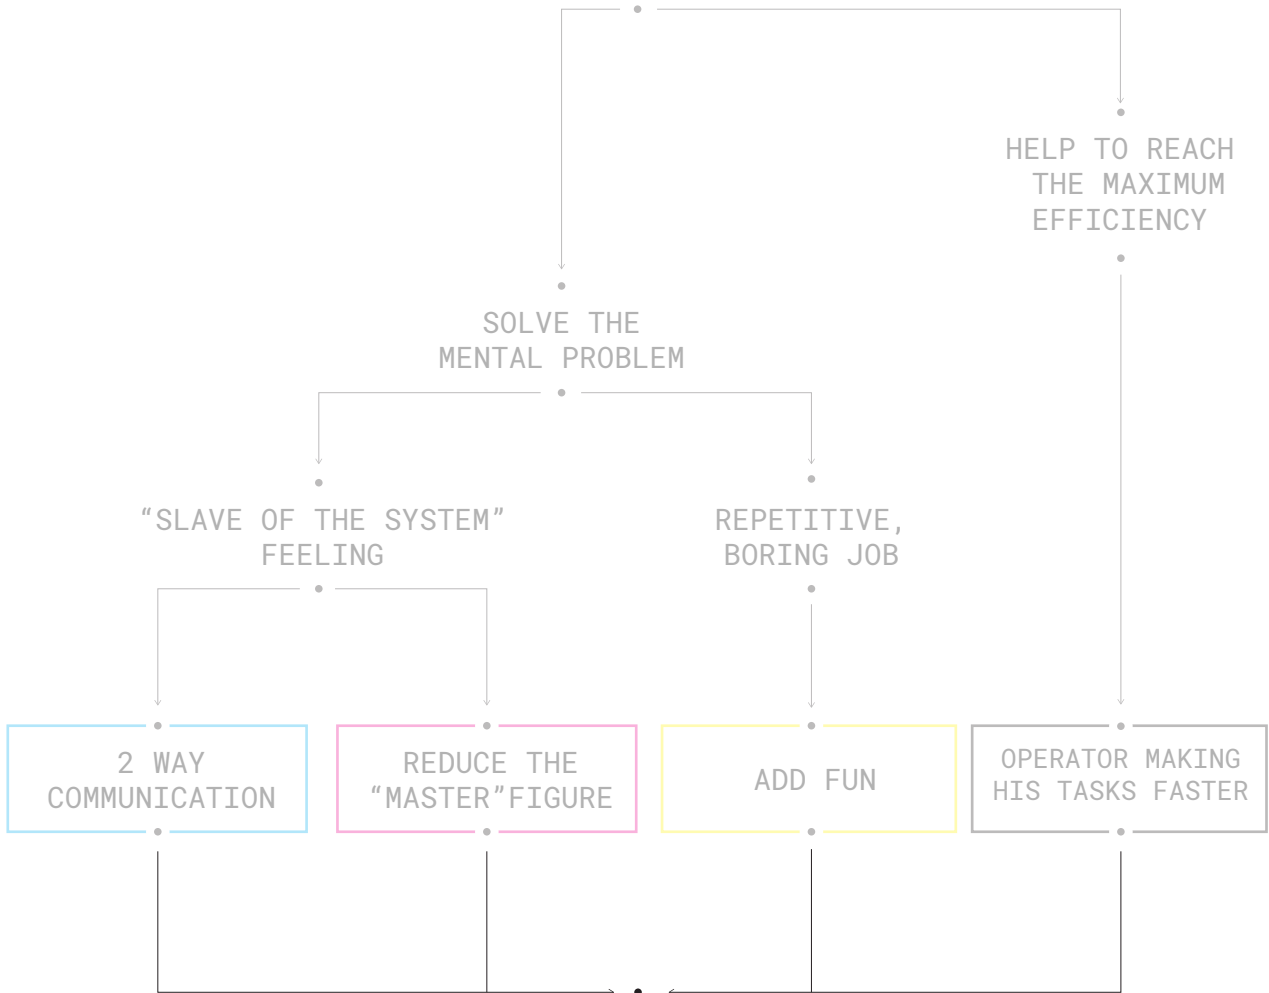 HELP TO REACH
THE MAXIMUM
EFFICIENCY
SOLVE THE
MENTAL PROBLEM
“SLAVE OF THE SYSTEM”
FEELING
REPETITIVE,
BORING JOB
2 WAY
COMMUNICATION
REDUCE THE
“MASTER”FIGURE
ADD FUN
OPERATOR MAKING
HIS TASKS FASTER